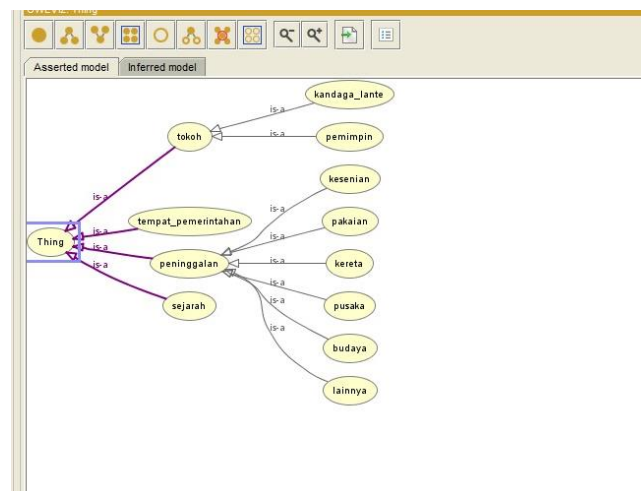 OWLViz: Thing
Asserted model
Inferred model
kandaga_lante
is-a
tokoh
is-a
pemimpin
is-a
kesenian
is-a
tempat_pemerintahan
is-a
pakaian
is-a
Thing
is-a
peninggalan
is-a
kereta
is-a
sejarah
is-a
pusaka
is-a
budaya
is-a
lainnya